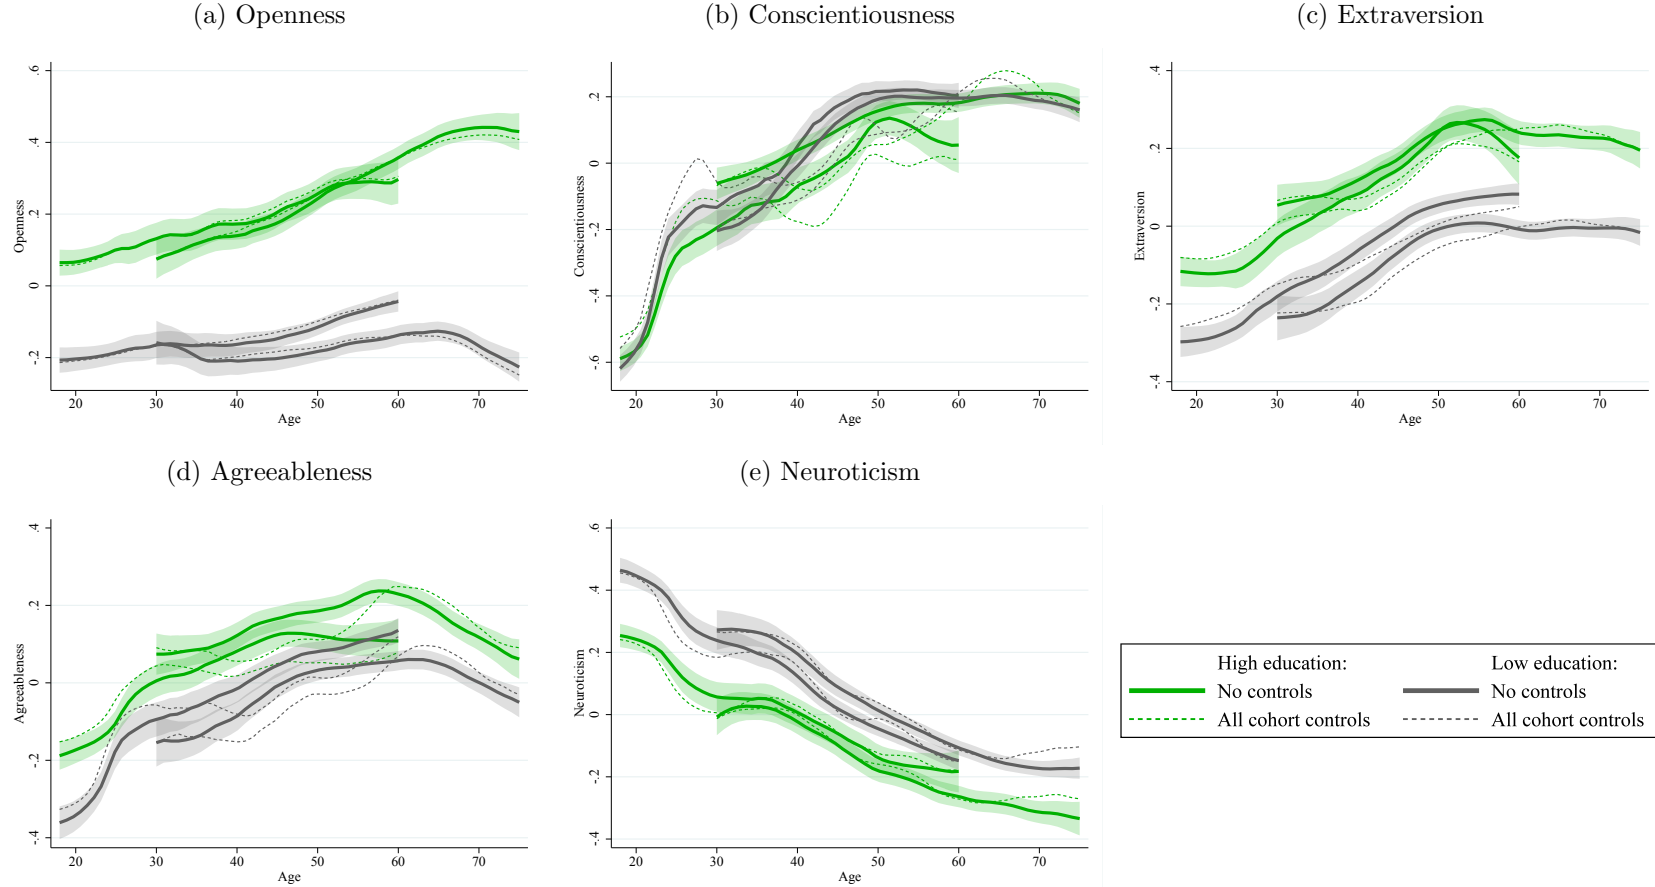 (a) Openness
.6
.4
.2
0
-.2
Openness
20 30 40 50 60 70
Age
(b) Conscientiousness
.2
0
-.2
-.4
-.6
Conscientiousness
20 30 40 50 60 70
Age
(c) Extraversion
.4
.2
0
-.2
-.4
Extraversion
20 30 40 50 60 70
Age
(d) Agreeableness
.4
.2
0
-.2
-.4
Agreeableness
20 30 40 50 60 70
Age
(e) Neuroticism
.6
.4
.2
0
-.2
-.4
Neuroticism
20 30 40 50 60 70
Age
High education: Low education:
No controls No controls
All cohort controls All cohort controls